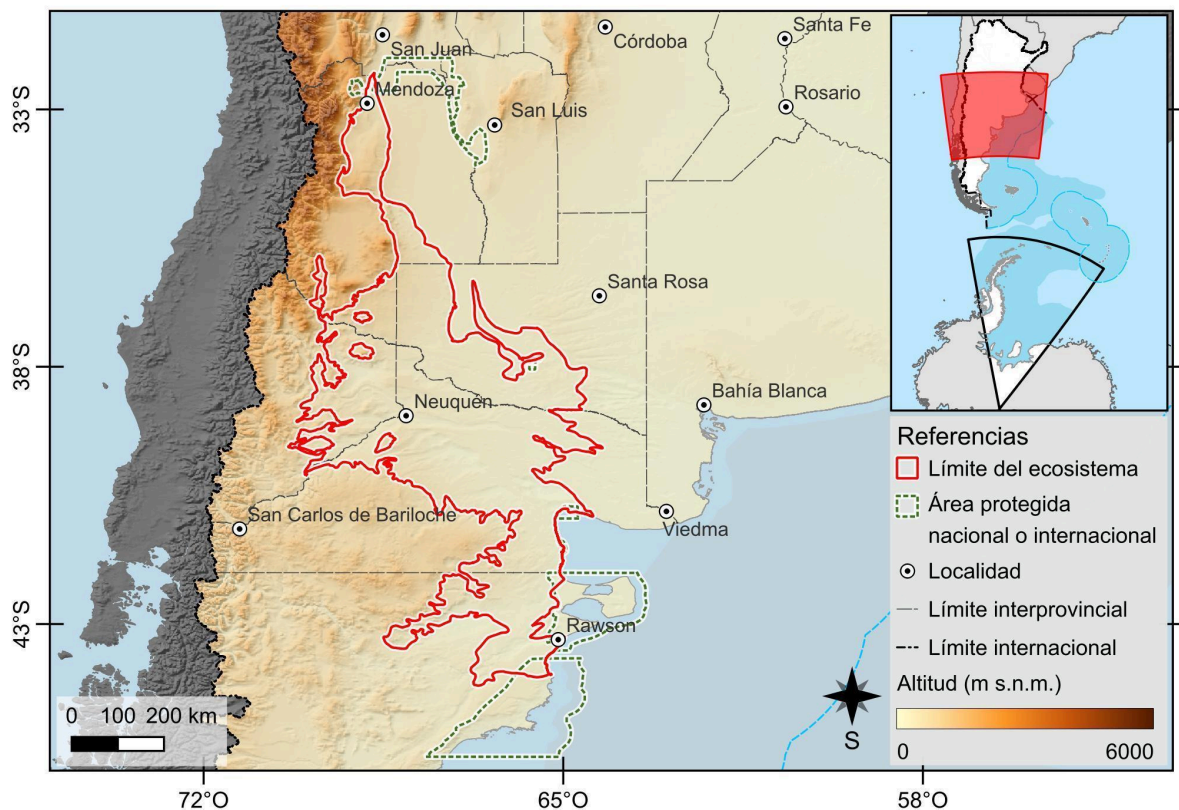 San Juan
Córdoba
Santa Fe
Mendoza
San Luis
Rosario
33°S
Santa Rosa
38°S
Neuquén
Bahía Blanca
San Carlos de Bariloche
Viedma
43°S
Rawson
0 100 200 km
S
72°O
65°O
58°O
Referencias
Límite del ecosistema
Área protegida
nacional o internacional
Localidad
Límite interprovincial
Límite internacional
Altitud (m s.n.m.)
0 6000